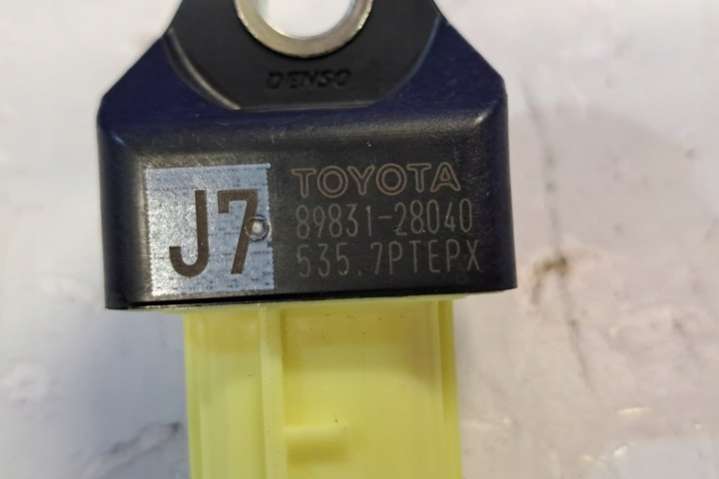 DENSO
J7
TOYOTA
89831-28040
535.7PTEPX